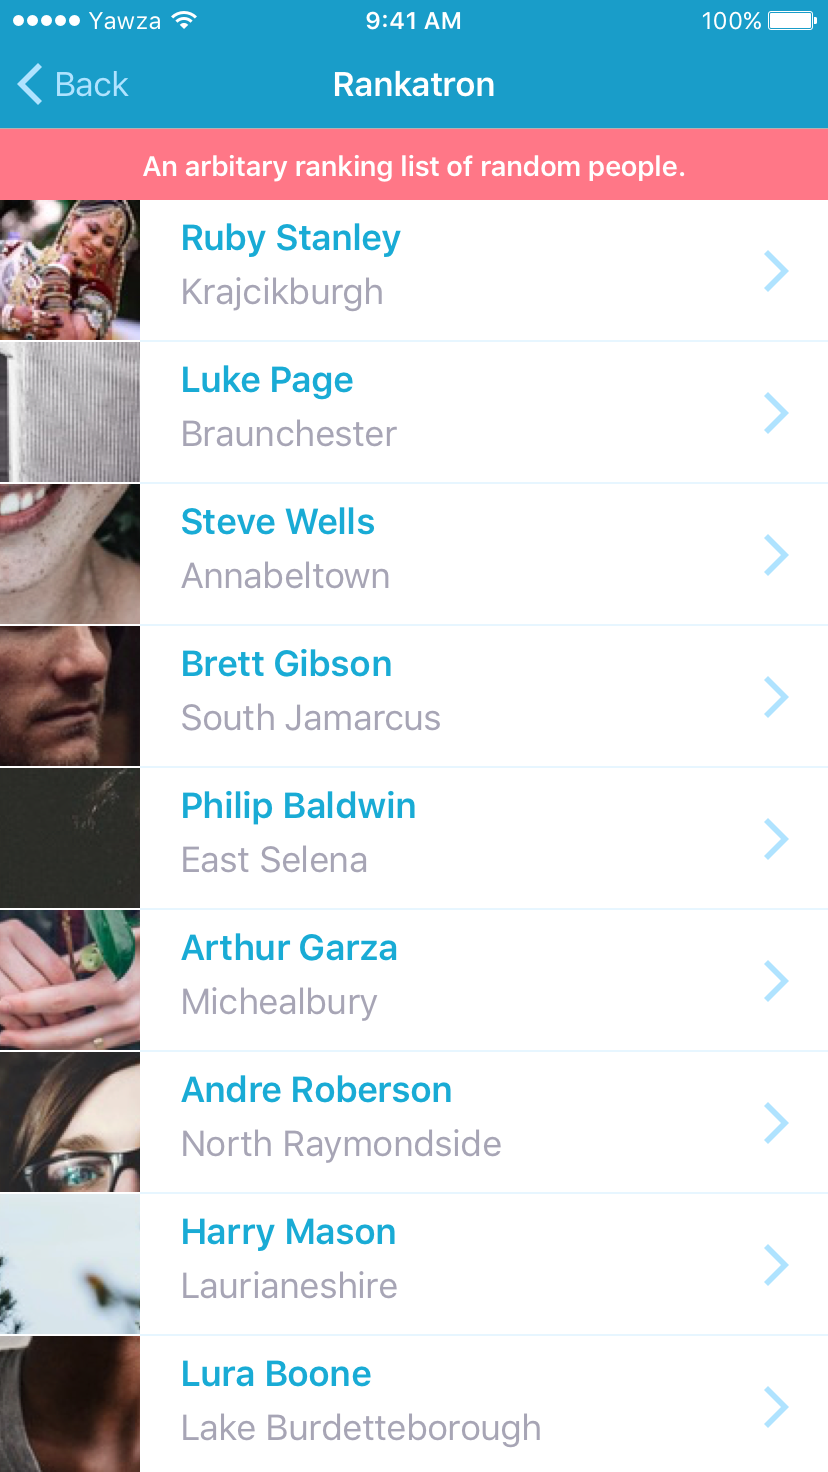 Yawza 9:41 AM 100%
Back Rankatron
An arbitary ranking list of random people.
Ruby Stanley
Krajcikburgh
Luke Page
Braunchester
Steve Wells
Annabeltown
Brett Gibson
South Jamarcus
Philip Baldwin
East Selena
Arthur Garza
Michealbury
Andre Roberson
North Raymondside
Harry Mason
Laurianeshire
Lura Boone
Lake Burdetteborough